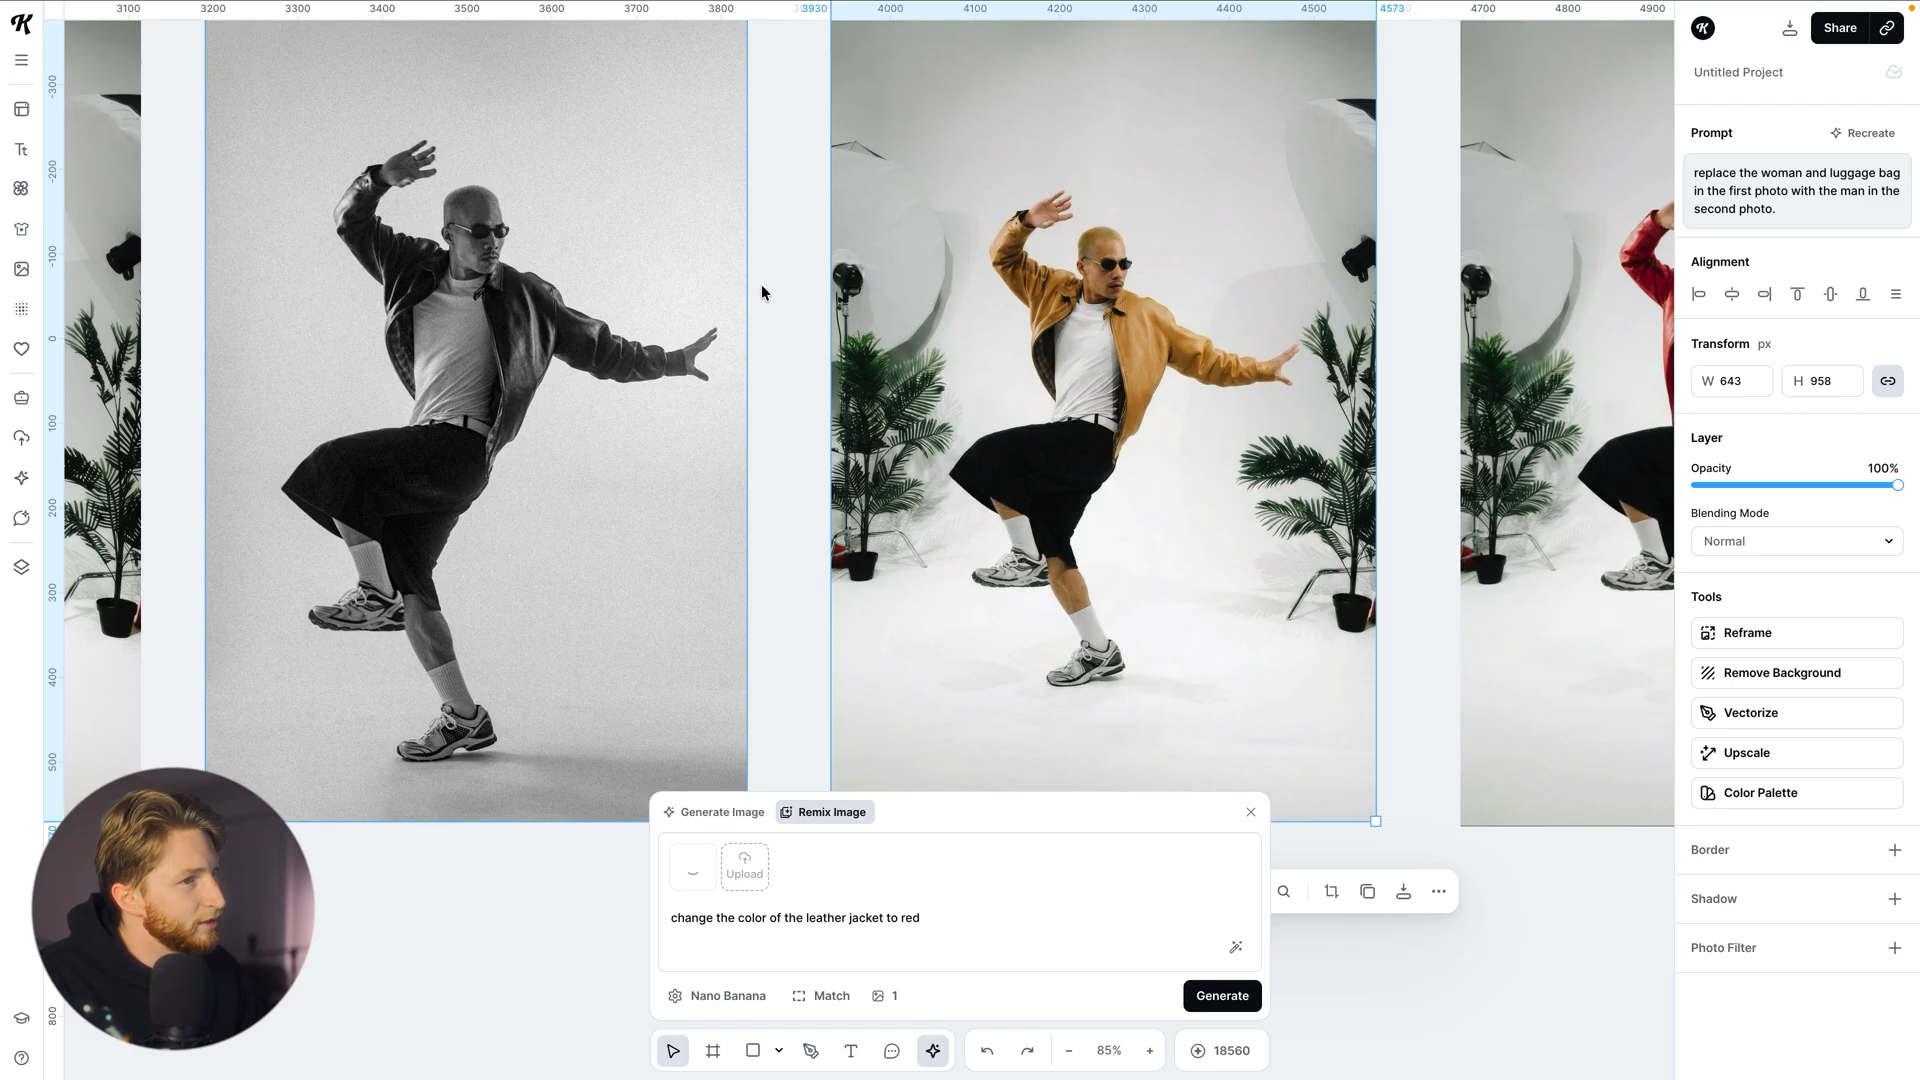 3100
3200
3300
3400
3500
3600
3700
3800
3930
4000
4100
4200
4300
4400
4500
4573
4700
4800
4900
-300
-200
-100
0
100
200
300
400
500
800
Share
Untitled Project
Prompt
Recreate
replace the woman and luggage bag
in the first photo with the man in the
second photo.
Alignment
Transform px
W 643
H 958
Layer
Opacity
100%
Blending Mode
Normal
Tools
Reframe
Remove Background
Vectorize
Upscale
Color Palette
Border
Shadow
Photo Filter
Tt
Generate Image
Remix Image
Upload
change the color of the leather jacket to red
Nano Banana
Match
1
Generate
85%
18560